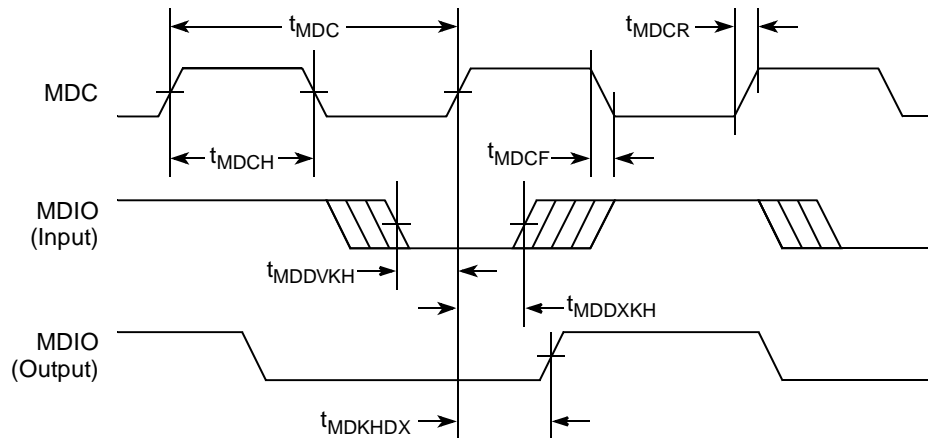 tMDC
tMDCR
MDC
tMDCH
tMDCF
MDIO
(Input)
tMDDVKH
tMDDXKH
MDIO
(Output)
tMDKHDX